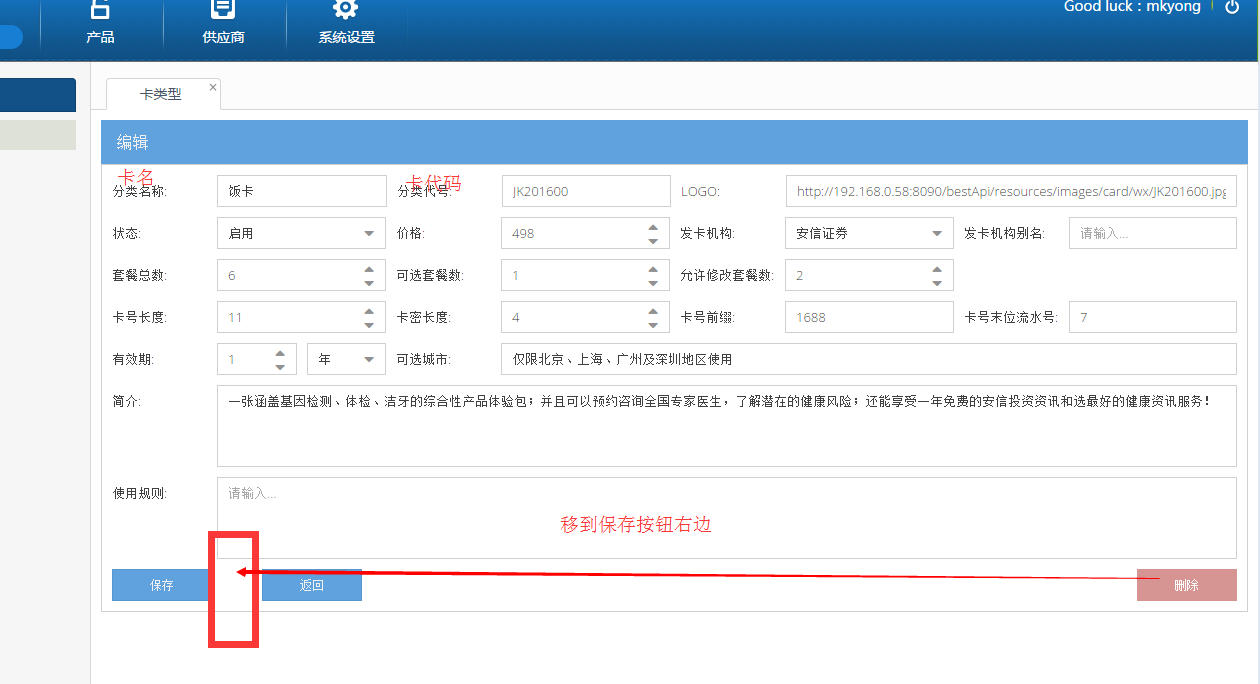 Good luck : mkyong
产品 供应商 系统设置
卡类型 ×
编辑
卡名 卡代码
分类名称: 饭卡 分类代号: JK201600 LOGO: http://192.168.0.58:8090/bestApi/resources/images/card/wx/JK201600.jpg
状态: 启用 价格: 498 发卡机构: 安信证券 发卡机构别名: 请输入...
套餐总数: 6 可选套餐数: 1 允许修改套餐数: 2
卡号长度: 11 卡密长度: 4 卡号前缀: 1688 卡号末位流水号: 7
有效期: 1 年 可选城市: 仅限北京、上海、广州及深圳地区使用
简介: 一张涵盖基因检测、体检、洁牙的综合性产品体验包；并且可以预约咨询全国专家医生，了解潜在的健康风险；还能享受一年免费的安信投资资讯和选最好的健康资讯服务！
使用规则: 请输入...
移到保存按钮右边
保存 返回 删除